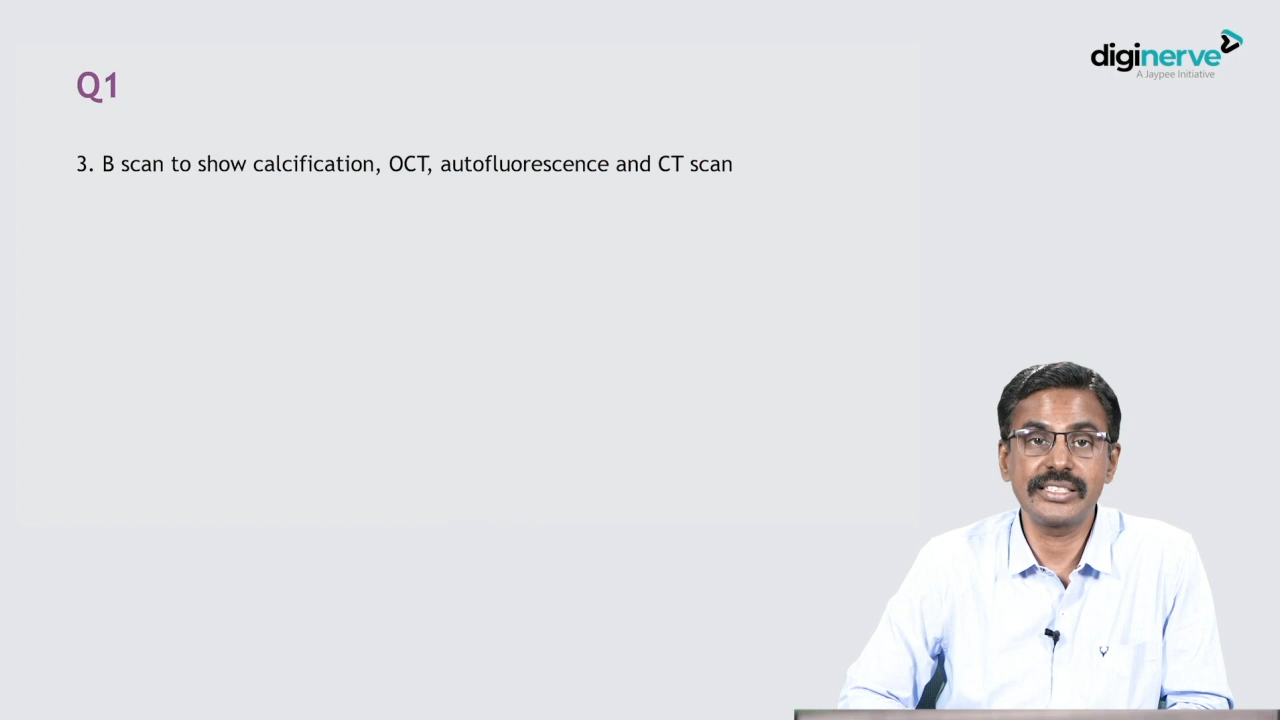 diginerve
A Jaypee Initiative
Q1
3. B scan to show calcification, OCT, autofluorescence and CT scan